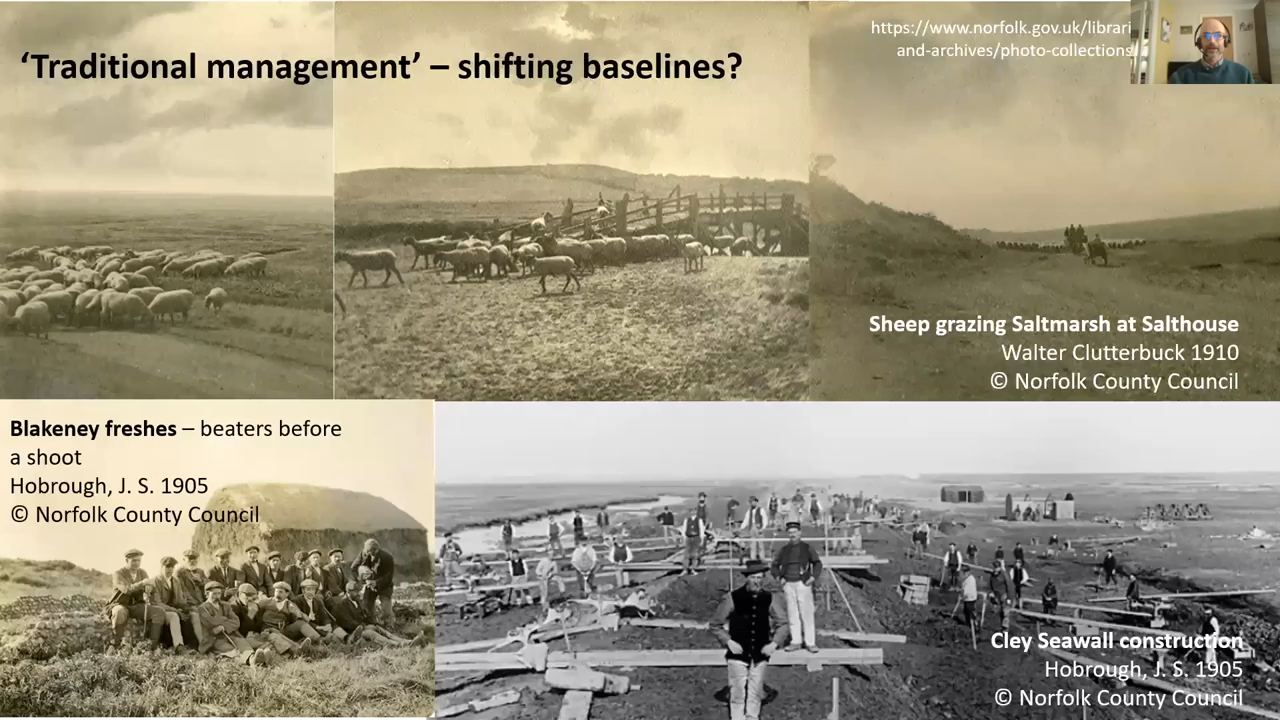 ‘Traditional management’ – shifting baselines?
https://www.norfolk.gov.uk/librari
and-archives/photo-collections
Sheep grazing Saltmarsh at Salthouse
Walter Clutterbuck 1910
© Norfolk County Council
Blakeney freshes – beaters before
a shoot
Hobrough, J. S. 1905
© Norfolk County Council
Cley Seawall construction
Hobrough, J. S. 1905
© Norfolk County Council